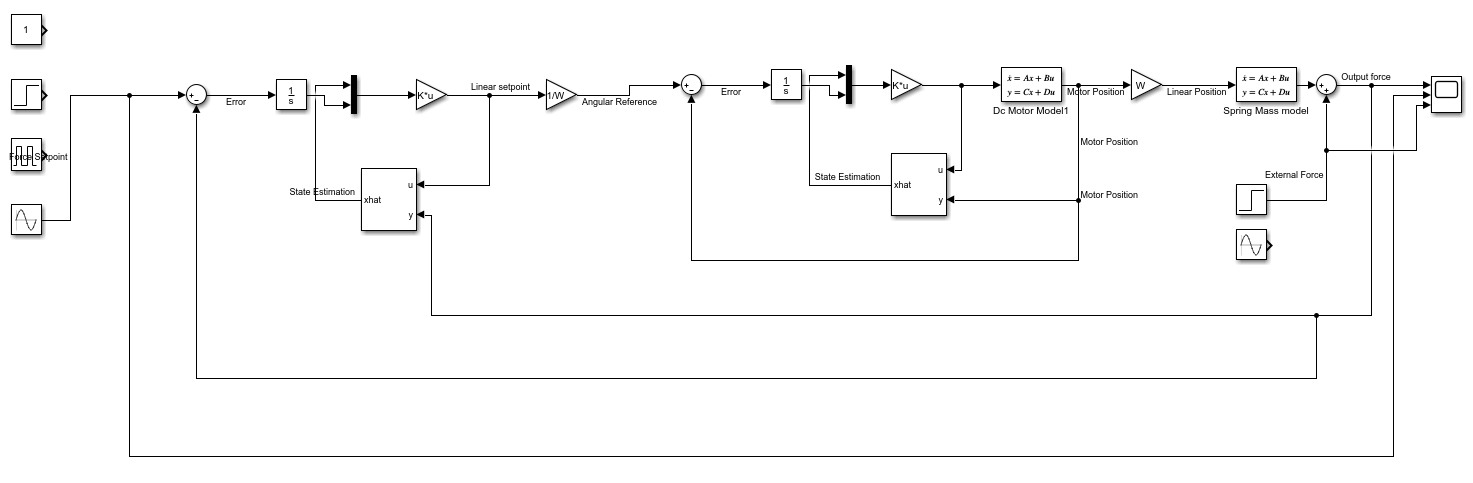 1
Force Setpoint
+
−
Error
1
s
K*u
Linear setpoint
1/W
Angular Reference
+
−
Error
1
s
K*u
ẋ = Ax + Bu
y = Cx + Du
Dc Motor Model1
Motor Position
W
Linear Position
ẋ = Ax + Bu
y = Cx + Du
Spring Mass model
+
+
Output force
Motor Position
State Estimation
xhat
u
y
State Estimation
xhat
u
y
Motor Position
External Force